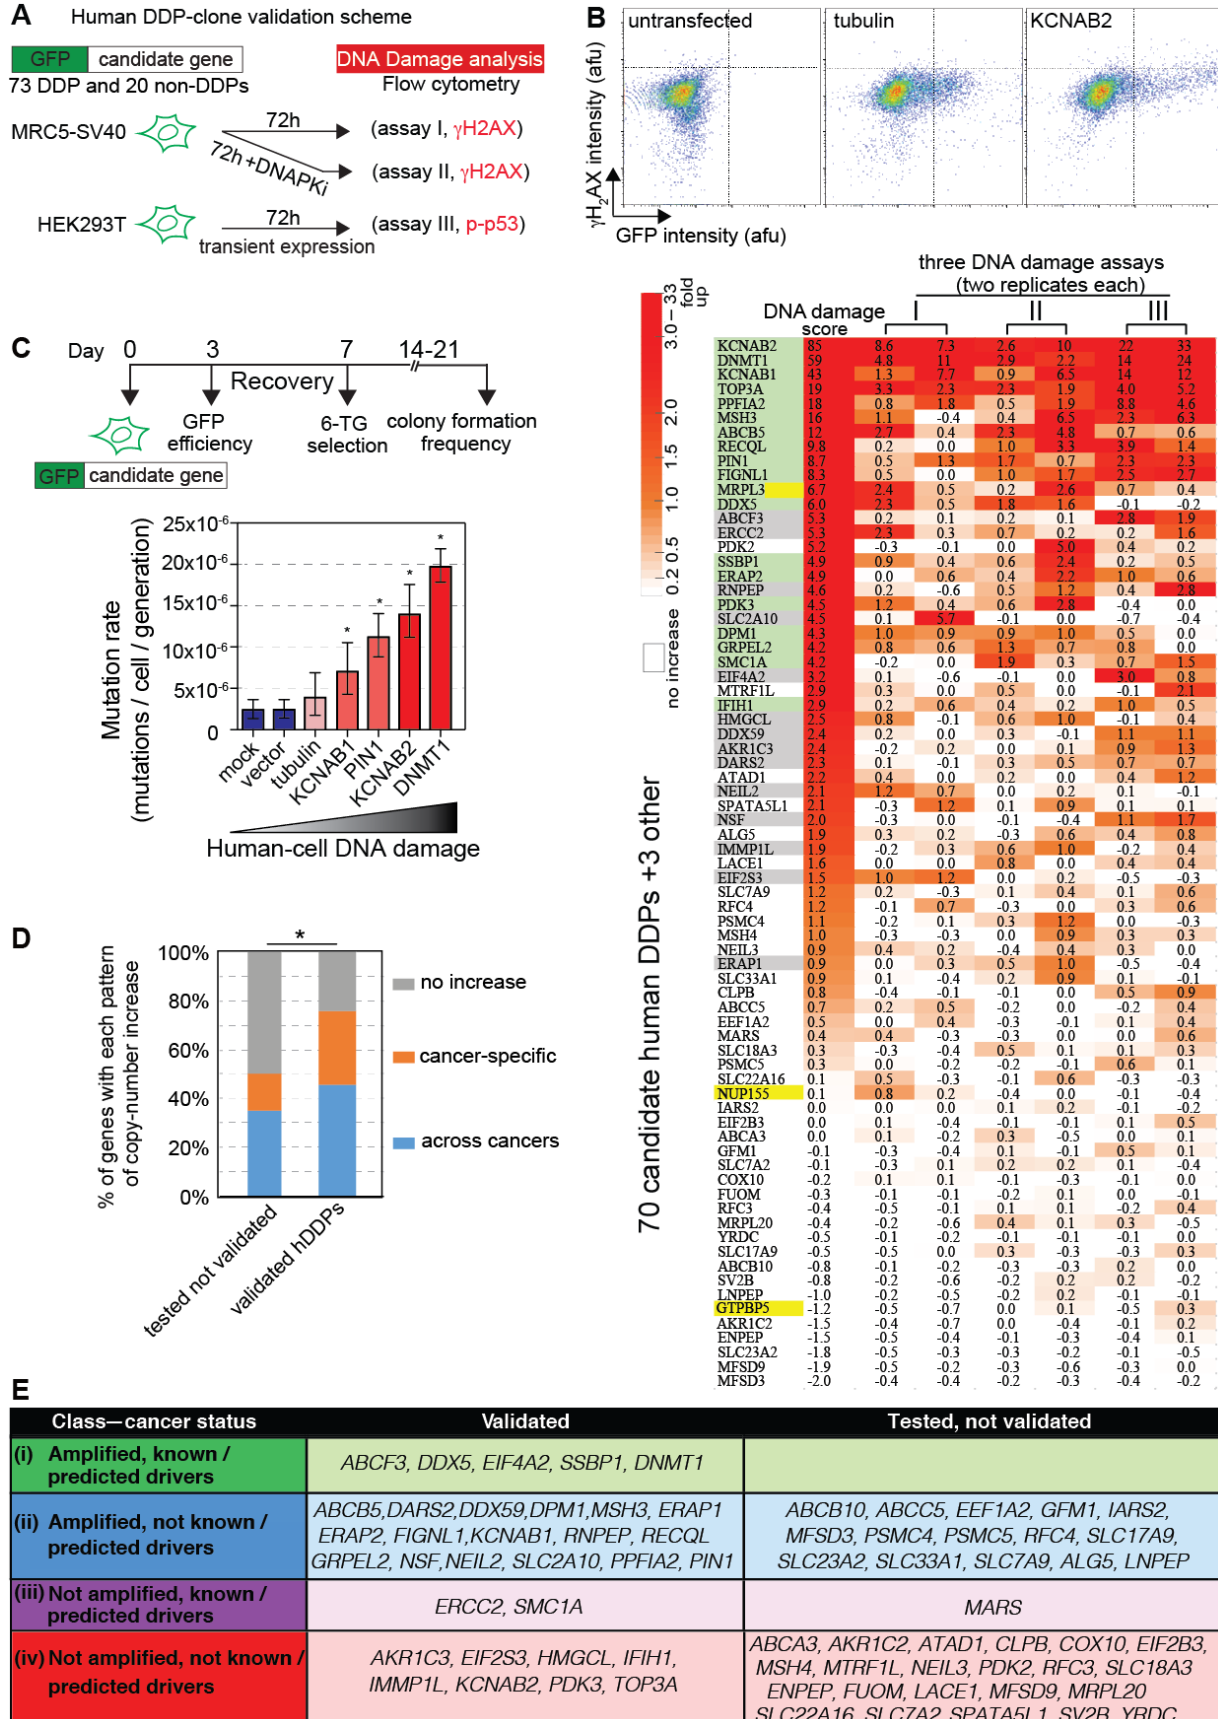 A
Human DDP-clone validation scheme
GFP candidate gene
73 DDP and 20 non-DDPs
DNA Damage analysis
Flow cytometry
MRC5-SV40
72h
(assay I, γH2AX)
72h +DNAPKi
(assay II, γH2AX)
HEK293T
72h
transient expression
(assay III, p-p53)
B
untransfected
tubulin
KCNAB2
γH2AX intensity (afu)
GFP intensity (afu)
three DNA damage assays
(two replicates each)
DNA damage
score
I
II
III
3.0 – 33
fold
up
2.0
1.5
1.0
0.5
0.2
no increase
70 candidate human DDPs +3 other
KCNAB2 85 8.6 7.3 2.6 10 22 33
DNMT1 59 4.8 11 2.9 2.2 14 24
KCNAB1 43 1.3 7.7 0.9 6.5 14 12
TOP3A 19 3.3 2.3 2.3 1.9 4.0 5.2
PPFIA2 18 0.8 1.8 0.5 1.9 8.8 4.6
MSH3 16 1.1 -0.4 0.4 6.5 2.3 6.3
ABCB5 12 2.7 0.4 2.3 4.8 0.7 0.6
RECQL 9.8 0.2 0.0 1.0 3.3 3.9 1.4
PIN1 8.7 0.5 1.3 1.7 0.7 2.3 2.3
FIGNL1 8.3 0.5 0.0 1.0 1.7 2.5 2.7
MRPL3 6.7 2.4 0.5 0.2 2.6 0.7 0.4
DDX5 6.0 2.3 0.5 1.8 1.6 -0.1 -0.2
ABCF3 5.3 0.2 0.1 0.2 0.1 2.8 1.9
ERCC2 5.3 2.3 0.3 0.7 0.2 0.2 1.6
PDK2 5.2 -0.3 -0.1 0.0 5.0 0.4 0.2
SSBP1 4.9 0.9 0.4 0.6 2.4 0.2 0.5
ERAP2 4.9 0.0 0.6 0.4 2.2 1.0 0.6
RNPEP 4.6 0.2 -0.6 0.5 1.2 0.4 2.8
PDK3 4.5 1.2 0.4 0.6 2.8 -0.4 0.0
SLC2A10 4.5 0.1 5.7 -0.1 0.0 -0.7 -0.4
DPM1 4.3 1.0 0.9 0.9 1.0 0.5 0.0
GRPEL2 4.2 0.8 0.6 1.3 0.7 0.8 0.0
SMC1A 4.2 -0.2 0.0 1.9 0.3 0.7 1.5
EIF4A2 3.2 0.1 -0.6 -0.1 0.0 3.0 0.8
MTRF1L 2.9 0.3 0.0 0.5 0.0 -0.1 2.1
IFIH1 2.9 0.2 0.6 0.4 0.2 1.0 0.5
HMGCL 2.5 0.8 -0.1 0.6 1.0 -0.1 0.4
DDX59 2.4 0.2 0.0 0.3 -0.1 1.1 1.1
AKR1C3 2.4 -0.2 0.2 0.0 0.1 0.9 1.3
DARS2 2.3 0.1 -0.1 0.3 0.5 0.7 0.7
ATAD1 2.2 0.4 0.0 0.2 0.0 0.4 1.2
NEIL2 2.1 1.2 0.7 0.0 0.2 0.1 -0.1
SPATA5L1 2.1 -0.3 1.2 0.1 0.9 0.1 0.1
NSF 2.0 -0.3 0.0 -0.1 -0.4 1.1 1.7
ALG5 1.9 0.3 0.2 -0.3 0.6 0.4 0.8
IMMP1L 1.9 -0.2 0.3 0.6 1.0 -0.2 0.4
LACE1 1.6 0.0 0.0 0.8 0.0 0.4 0.4
EIF2S3 1.5 1.0 1.2 0.0 0.2 -0.5 -0.3
SLC7A9 1.2 0.2 -0.3 0.1 0.4 0.1 0.6
RFC4 1.2 -0.1 0.7 -0.3 0.0 0.3 0.6
PSMC4 1.1 -0.2 0.1 0.3 1.2 0.0 -0.3
MSH4 1.0 -0.3 -0.3 0.0 0.9 0.3 0.3
NEIL3 0.9 0.4 0.2 -0.4 0.4 0.3 0.0
ERAP1 0.9 0.0 0.3 0.5 1.0 -0.5 -0.4
SLC33A1 0.9 0.1 -0.4 0.2 0.9 0.1 -0.1
CLPB 0.8 -0.4 -0.1 -0.1 0.0 0.5 0.9
ABCC5 0.7 0.2 0.5 -0.2 0.0 -0.2 0.4
EEF1A2 0.5 0.0 0.4 -0.3 -0.1 0.1 0.4
MARS 0.4 0.4 -0.3 -0.3 0.0 0.0 0.6
SLC18A3 0.3 -0.3 -0.4 0.5 0.1 0.1 0.3
PSMC5 0.3 0.0 -0.2 -0.2 -0.1 0.6 0.1
SLC22A16 0.1 0.5 -0.3 -0.1 0.6 -0.3 -0.3
NUP155 0.1 0.8 0.2 -0.4 0.0 -0.1 -0.4
IARS2 0.0 0.0 0.0 0.1 0.2 -0.1 -0.2
EIF2B3 0.0 0.1 -0.4 -0.1 -0.1 0.1 0.5
ABCA3 0.0 0.1 -0.2 0.3 -0.5 0.0 0.1
GFM1 -0.1 -0.3 -0.4 0.1 -0.1 0.5 0.1
SLC7A2 -0.1 -0.3 0.1 0.2 0.2 0.1 -0.4
COX10 -0.2 0.1 0.1 -0.1 -0.3 0.0 -0.1
FUOM -0.3 -0.1 -0.1 -0.2 0.1 0.0 -0.1
RFC3 -0.4 -0.5 -0.1 0.1 0.1 -0.2 0.4
MRPL20 -0.4 -0.2 -0.6 0.4 0.1 0.3 -0.5
YRDC -0.5 -0.1 -0.2 -0.1 -0.1 -0.1 0.0
SLC17A9 -0.5 -0.5 0.0 0.3 -0.3 -0.3 0.3
ABCB10 -0.8 -0.1 -0.2 -0.3 -0.3 0.2 0.0
SV2B -0.8 -0.2 -0.6 -0.2 0.2 0.2 -0.2
LNPEP -1.0 -0.2 -0.5 -0.2 0.2 -0.1 -0.1
GTPBP5 -1.2 -0.5 -0.7 0.0 0.1 -0.5 0.3
AKR1C2 -1.5 -0.4 -0.7 0.0 -0.4 -0.1 0.2
ENPEP -1.5 -0.5 -0.4 -0.1 -0.3 -0.4 0.1
SLC23A2 -1.8 -0.5 -0.3 -0.3 -0.2 -0.1 -0.5
MFSD9 -1.9 -0.5 -0.2 -0.3 -0.6 -0.3 0.0
MFSD3 -2.0 -0.4 -0.4 -0.2 -0.3 -0.4 -0.2
C
Day 0 3 7 14-21
Recovery
GFP
efficiency
6-TG
selection
colony formation
frequency
GFP candidate gene
Mutation rate
(mutations / cell / generation)
25x10-6
20x10-6
15x10-6
10x10-6
5x10-6
0
* * * *
mock
vector
tubulin
KCNAB1
PIN1
KCNAB2
DNMT1
Human-cell DNA damage
D
% of genes with each pattern
of copy-number increase
100%
80%
60%
40%
20%
0%
*
no increase
cancer-specific
across cancers
tested not validated
validated hDDPs
E
Class—cancer status Validated Tested, not validated
(i) Amplified, known /
predicted drivers
ABCF3, DDX5, EIF4A2, SSBP1, DNMT1
(ii) Amplified, not known /
predicted drivers
ABCB5,DARS2,DDX59,DPM1,MSH3, ERAP1
ERAP2, FIGNL1,KCNAB1, RNPEP, RECQL
GRPEL2, NSF,NEIL2, SLC2A10, PPFIA2, PIN1
ABCB10, ABCC5, EEF1A2, GFM1, IARS2,
MFSD3, PSMC4, PSMC5, RFC4, SLC17A9,
SLC23A2, SLC33A1, SLC7A9, ALG5, LNPEP
(iii) Not amplified, known /
predicted drivers
ERCC2, SMC1A
MARS
(iv) Not amplified, not known /
predicted drivers
AKR1C3, EIF2S3, HMGCL, IFIH1,
IMMP1L, KCNAB2, PDK3, TOP3A
ABCA3, AKR1C2, ATAD1, CLPB, COX10, EIF2B3,
MSH4, MTRF1L, NEIL3, PDK2, RFC3, SLC18A3
ENPEP, FUOM, LACE1, MFSD9, MRPL20
SLC22A16, SLC7A2, SPATA5L1, SV2B, YRDC